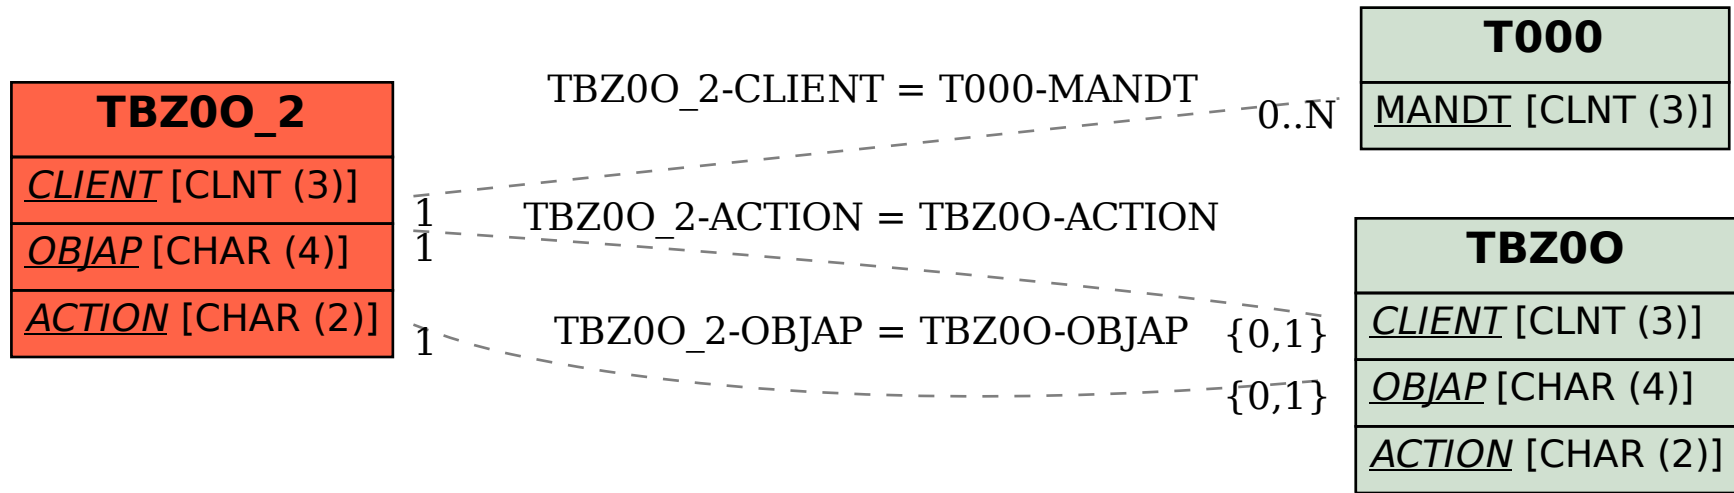 TBZ0O_2
CLIENT [CLNT (3)]
OBJAP [CHAR (4)]
ACTION [CHAR (2)]
TBZ0O_2-CLIENT = T000-MANDT
1
0..N
TBZ0O_2-ACTION = TBZ0O-ACTION
1
{0,1}
TBZ0O_2-OBJAP = TBZ0O-OBJAP
1
{0,1}
T000
MANDT [CLNT (3)]
TBZ0O
CLIENT [CLNT (3)]
OBJAP [CHAR (4)]
ACTION [CHAR (2)]